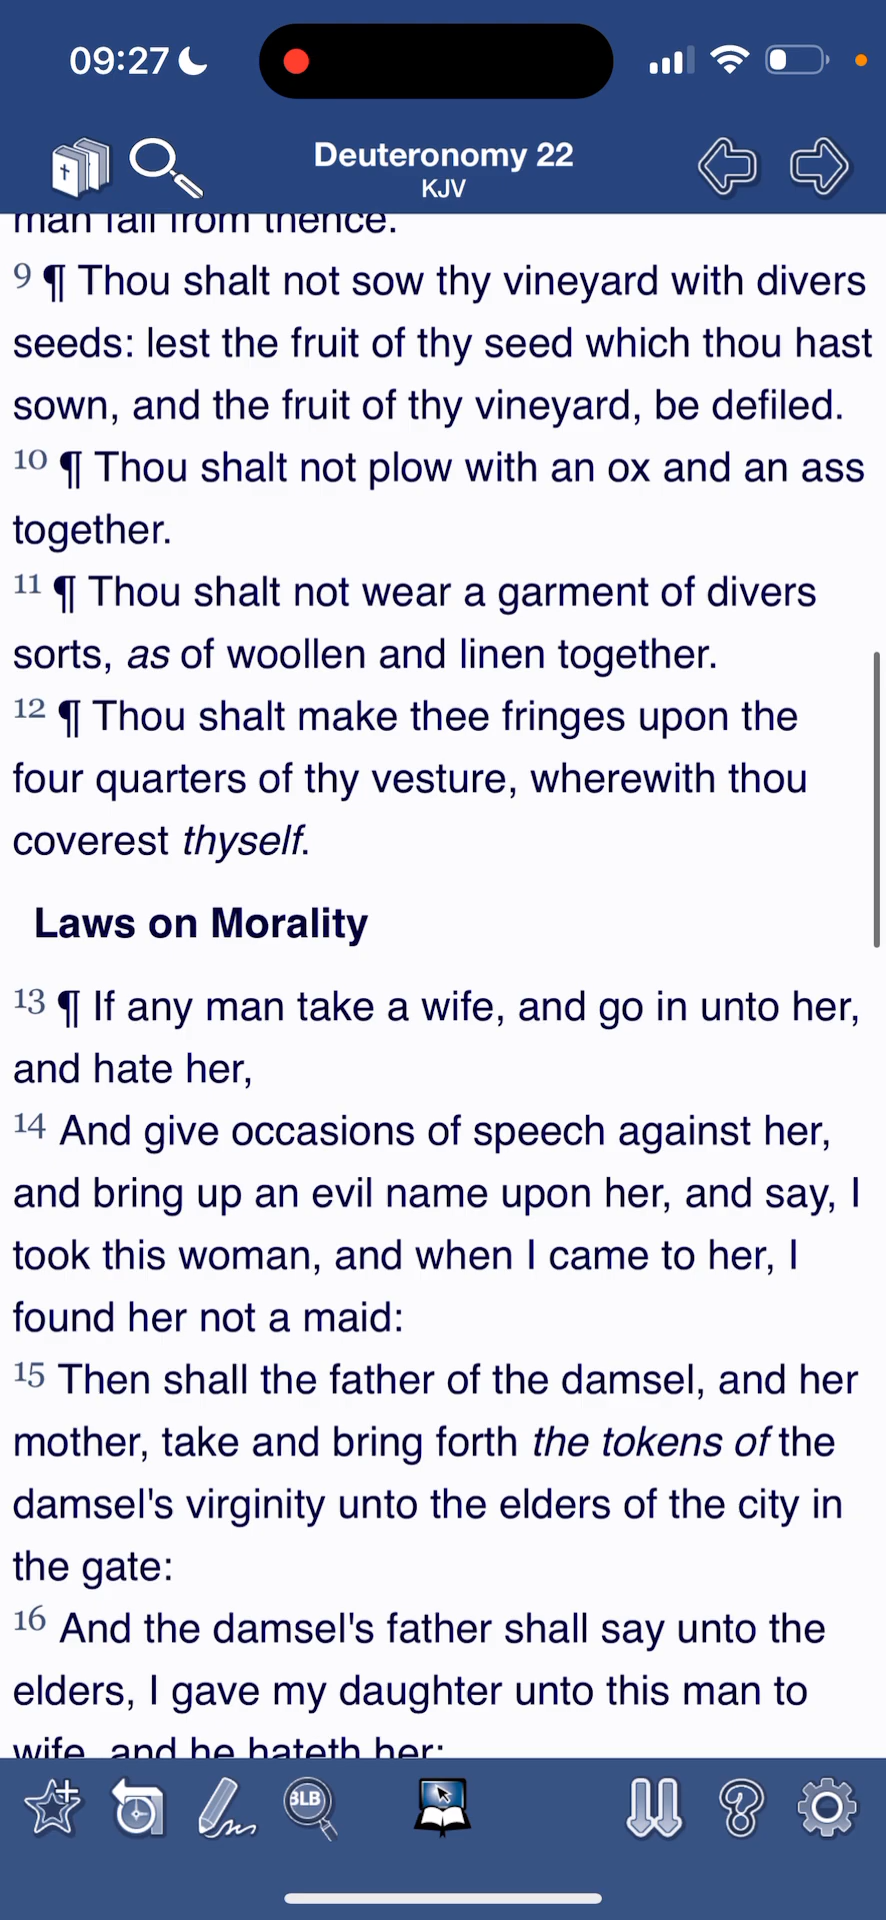 09:27
Deuteronomy 22
KJV
man fall from thence.
9 ¶ Thou shalt not sow thy vineyard with divers
seeds: lest the fruit of thy seed which thou hast
sown, and the fruit of thy vineyard, be defiled.
10 ¶ Thou shalt not plow with an ox and an ass
together.
11 ¶ Thou shalt not wear a garment of divers
sorts, as of woollen and linen together.
12 ¶ Thou shalt make thee fringes upon the
four quarters of thy vesture, wherewith thou
coverest thyself.
Laws on Morality
13 ¶ If any man take a wife, and go in unto her,
and hate her,
14 And give occasions of speech against her,
and bring up an evil name upon her, and say, I
took this woman, and when I came to her, I
found her not a maid:
15 Then shall the father of the damsel, and her
mother, take and bring forth the tokens of the
damsel's virginity unto the elders of the city in
the gate:
16 And the damsel's father shall say unto the
elders, I gave my daughter unto this man to
wife, and he hateth her;
BLB